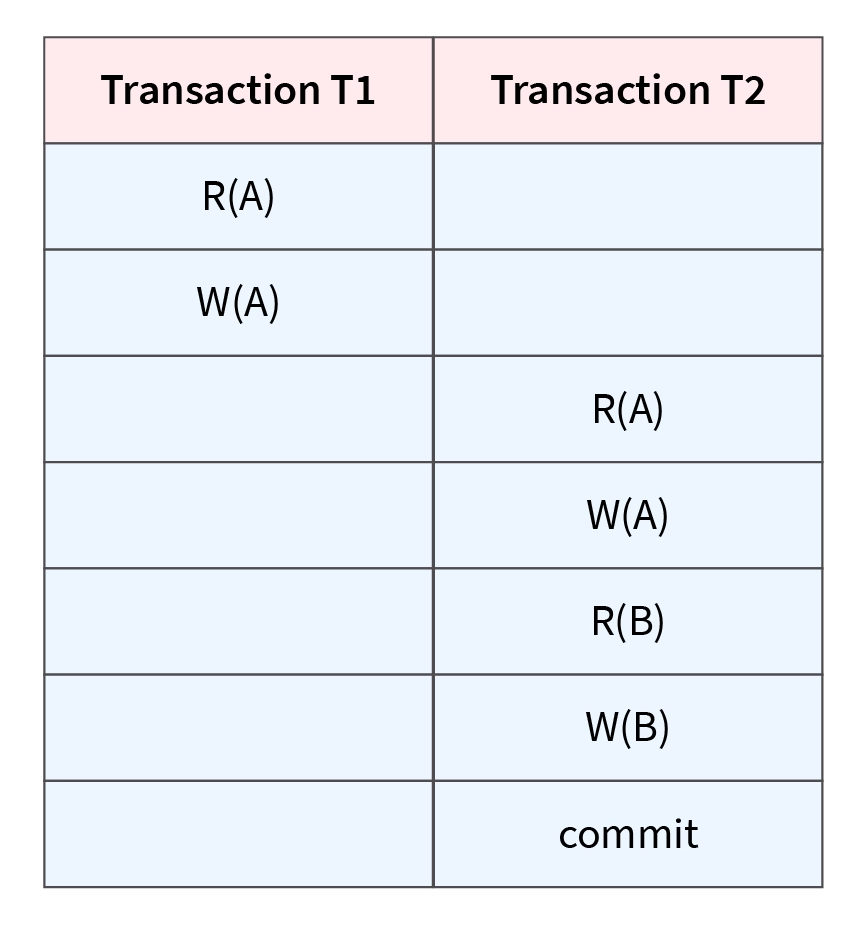 Transaction T1 Transaction T2
R(A)
W(A)
R(A)
W(A)
R(B)
W(B)
commit